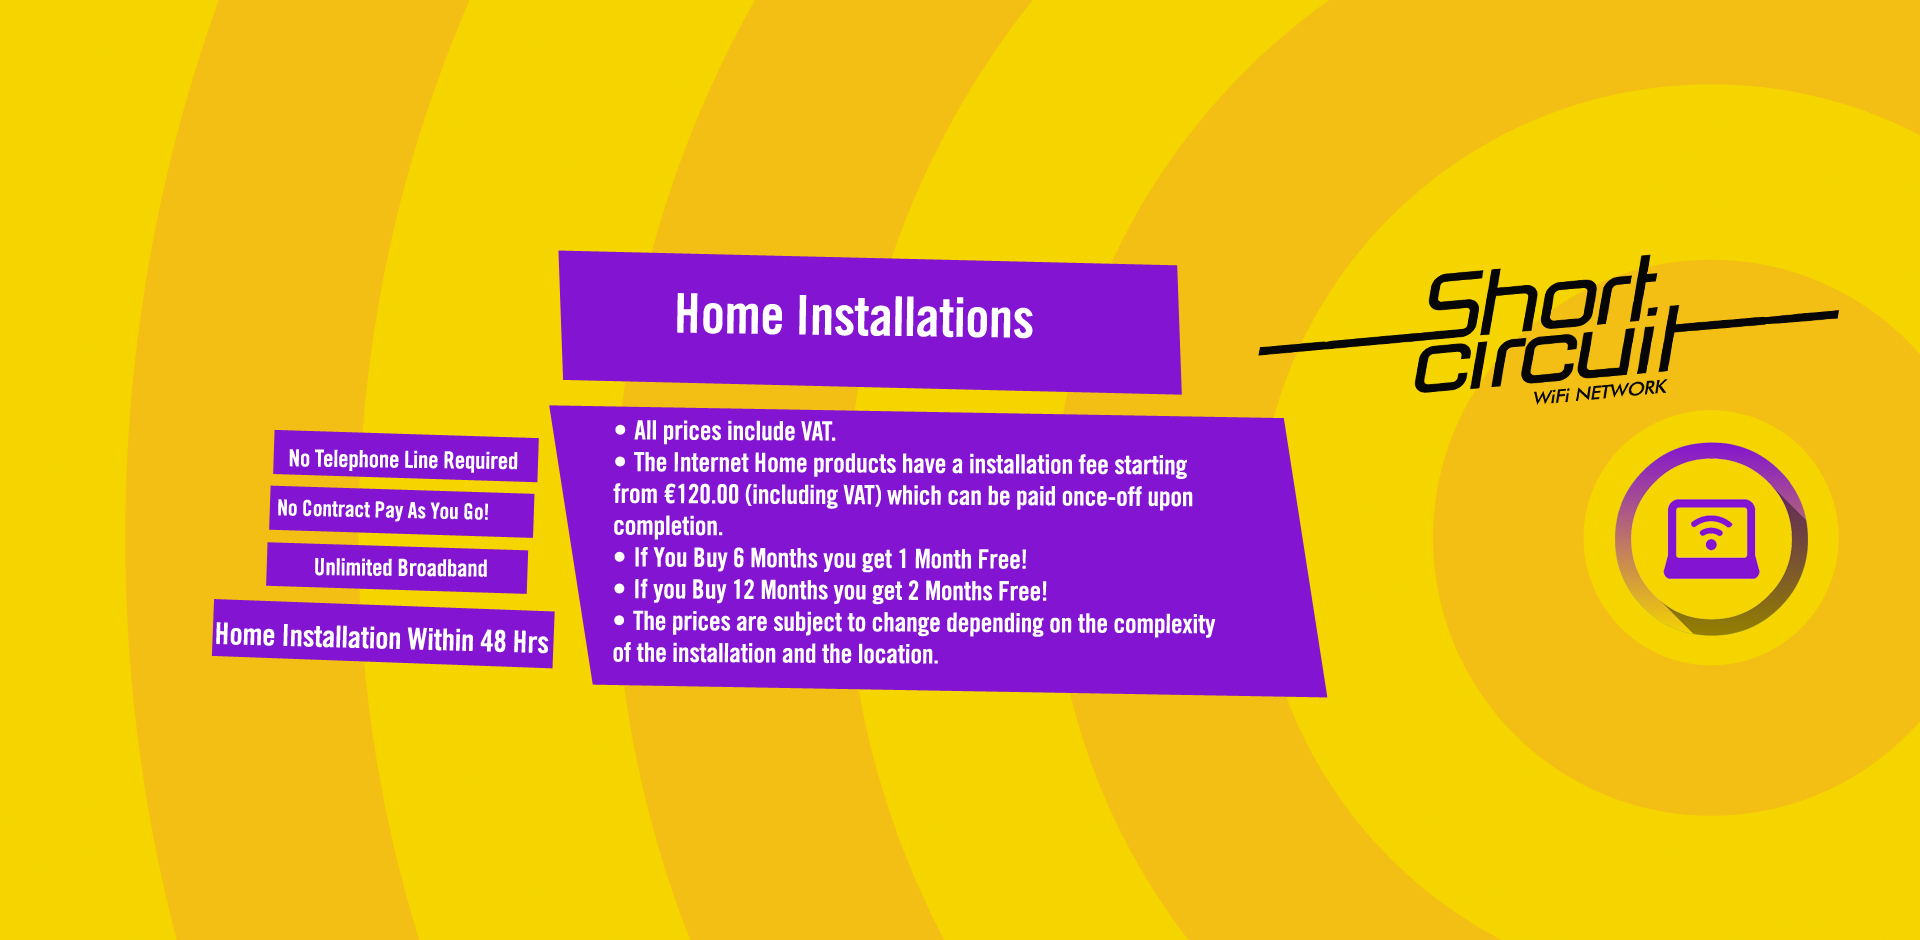 Home Installations
Short
circuit
WiFi NETWORK
No Telephone Line Required
No Contract Pay As You Go!
Unlimited Broadband
Home Installation Within 48 Hrs
• All prices include VAT.
• The Internet Home products have a installation fee starting
from €120.00 (including VAT) which can be paid once-off upon
completion.
• If You Buy 6 Months you get 1 Month Free!
• If you Buy 12 Months you get 2 Months Free!
• The prices are subject to change depending on the complexity
of the installation and the location.